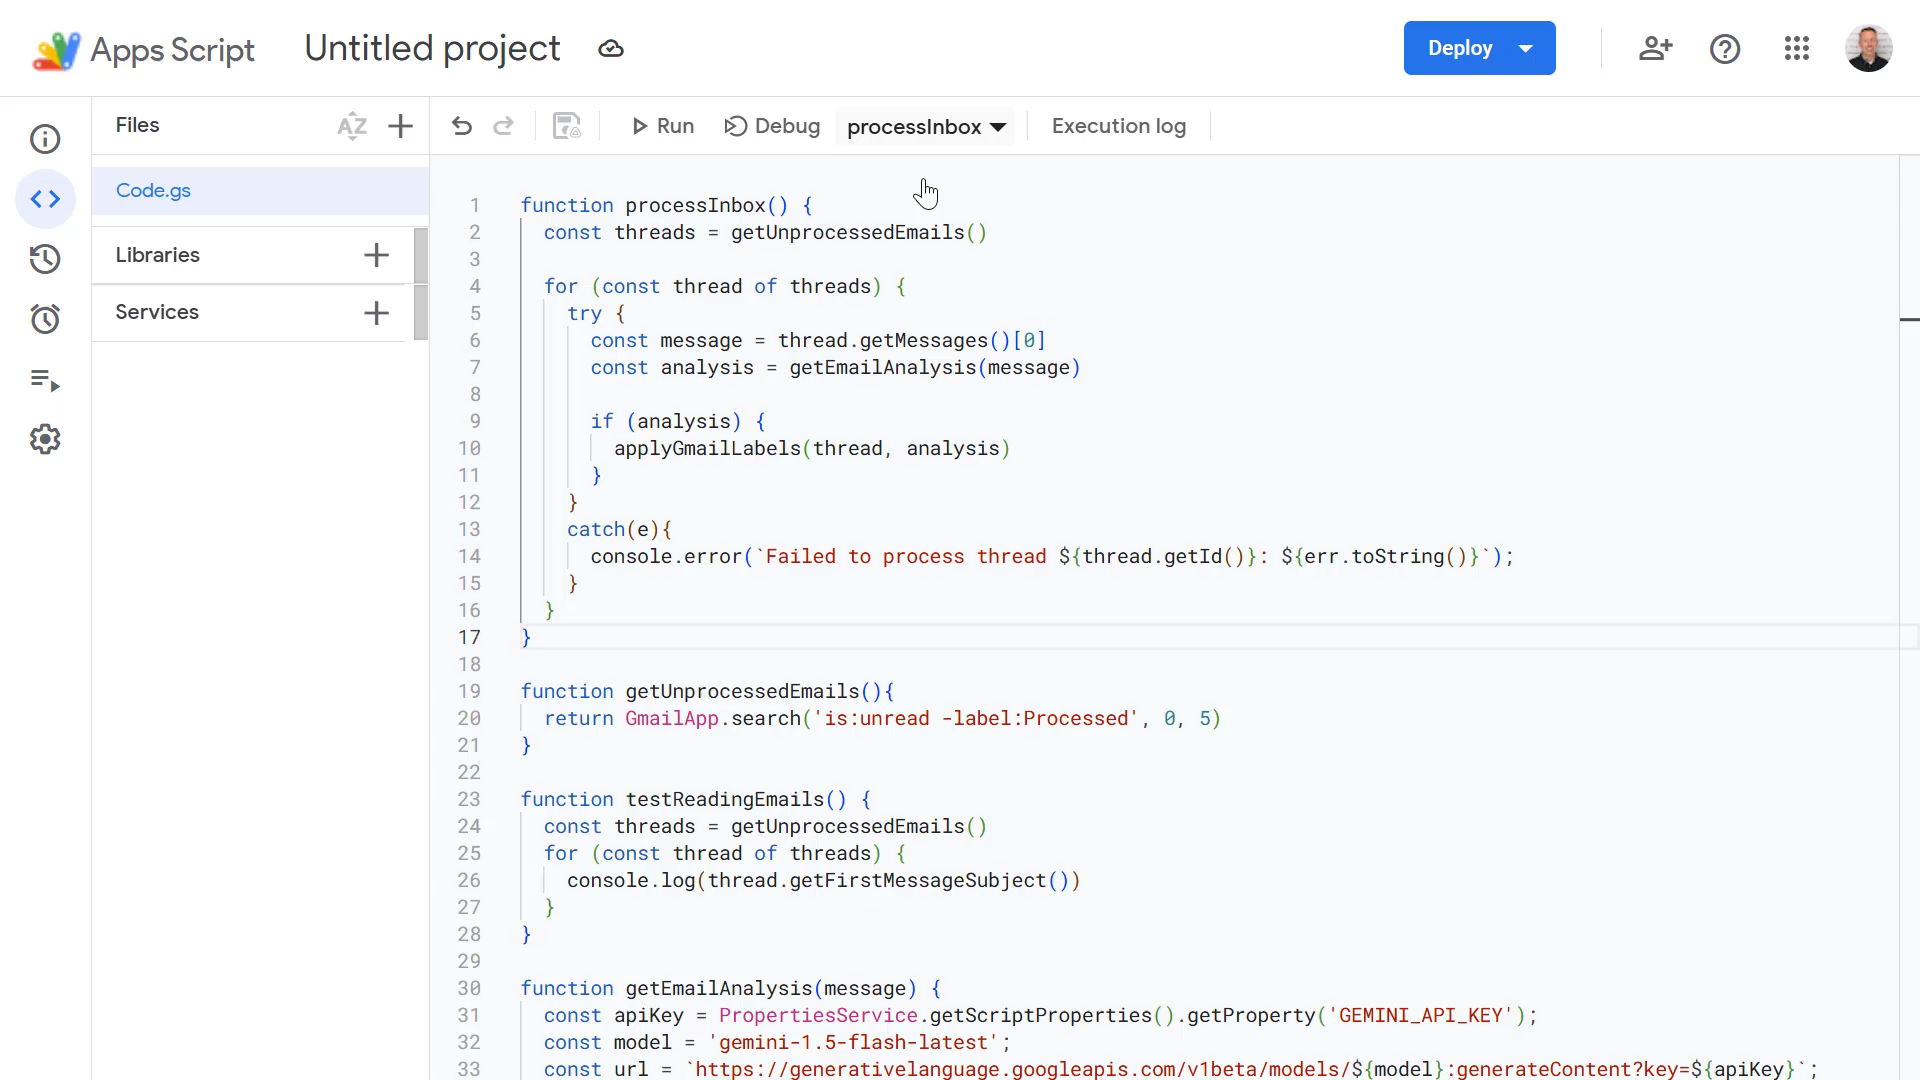 Apps Script
Untitled project
Deploy
Files
AZ
Run
Debug
processInbox
Execution log
Code.gs
Libraries
Services
1 function processInbox() {
2 const threads = getUnprocessedEmails()
3
4 for (const thread of threads) {
5 try {
6 const message = thread.getMessages()[0]
7 const analysis = getEmailAnalysis(message)
8
9 if (analysis) {
10 applyGmailLabels(thread, analysis)
11 }
12 }
13 catch(e){
14 console.error(`Failed to process thread ${thread.getId()}: ${err.toString()}`);
15 }
16 }
17 }
18
19 function getUnprocessedEmails(){
20 return GmailApp.search('is:unread -label:Processed', 0, 5)
21 }
22
23 function testReadingEmails() {
24 const threads = getUnprocessedEmails()
25 for (const thread of threads) {
26 console.log(thread.getFirstMessageSubject())
27 }
28 }
29
30 function getEmailAnalysis(message) {
31 const apiKey = PropertiesService.getScriptProperties().getProperty('GEMINI_API_KEY');
32 const model = 'gemini-1.5-flash-latest';
33 const url = `https://generativelanguage.googleapis.com/v1beta/models/${model}:generateContent?key=${apiKey}`;